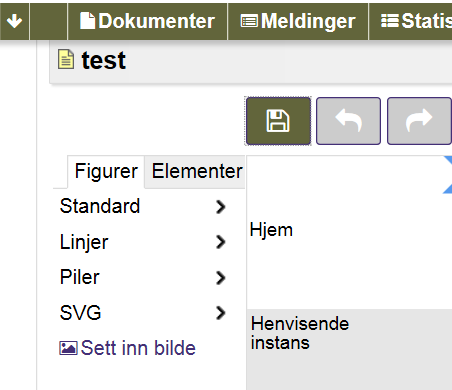 Dokumenter Meldinger Statis
test
Figurer Elementer
Standard
Hjem
Linjer
Piler
SVG
Sett inn bilde
Henvisende
instans